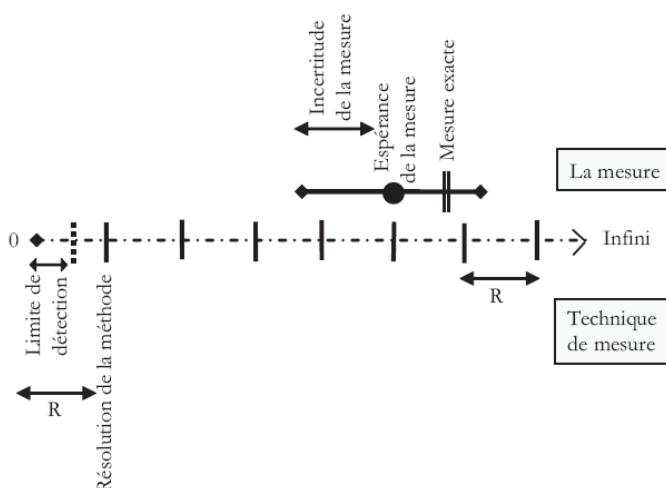 Incertitude
de la mesure
Espérance
de la mesure
Mesure exacte
La mesure
0
Infini
Limite de
détection
R
Résolution de la méthode
R
Technique
de mesure